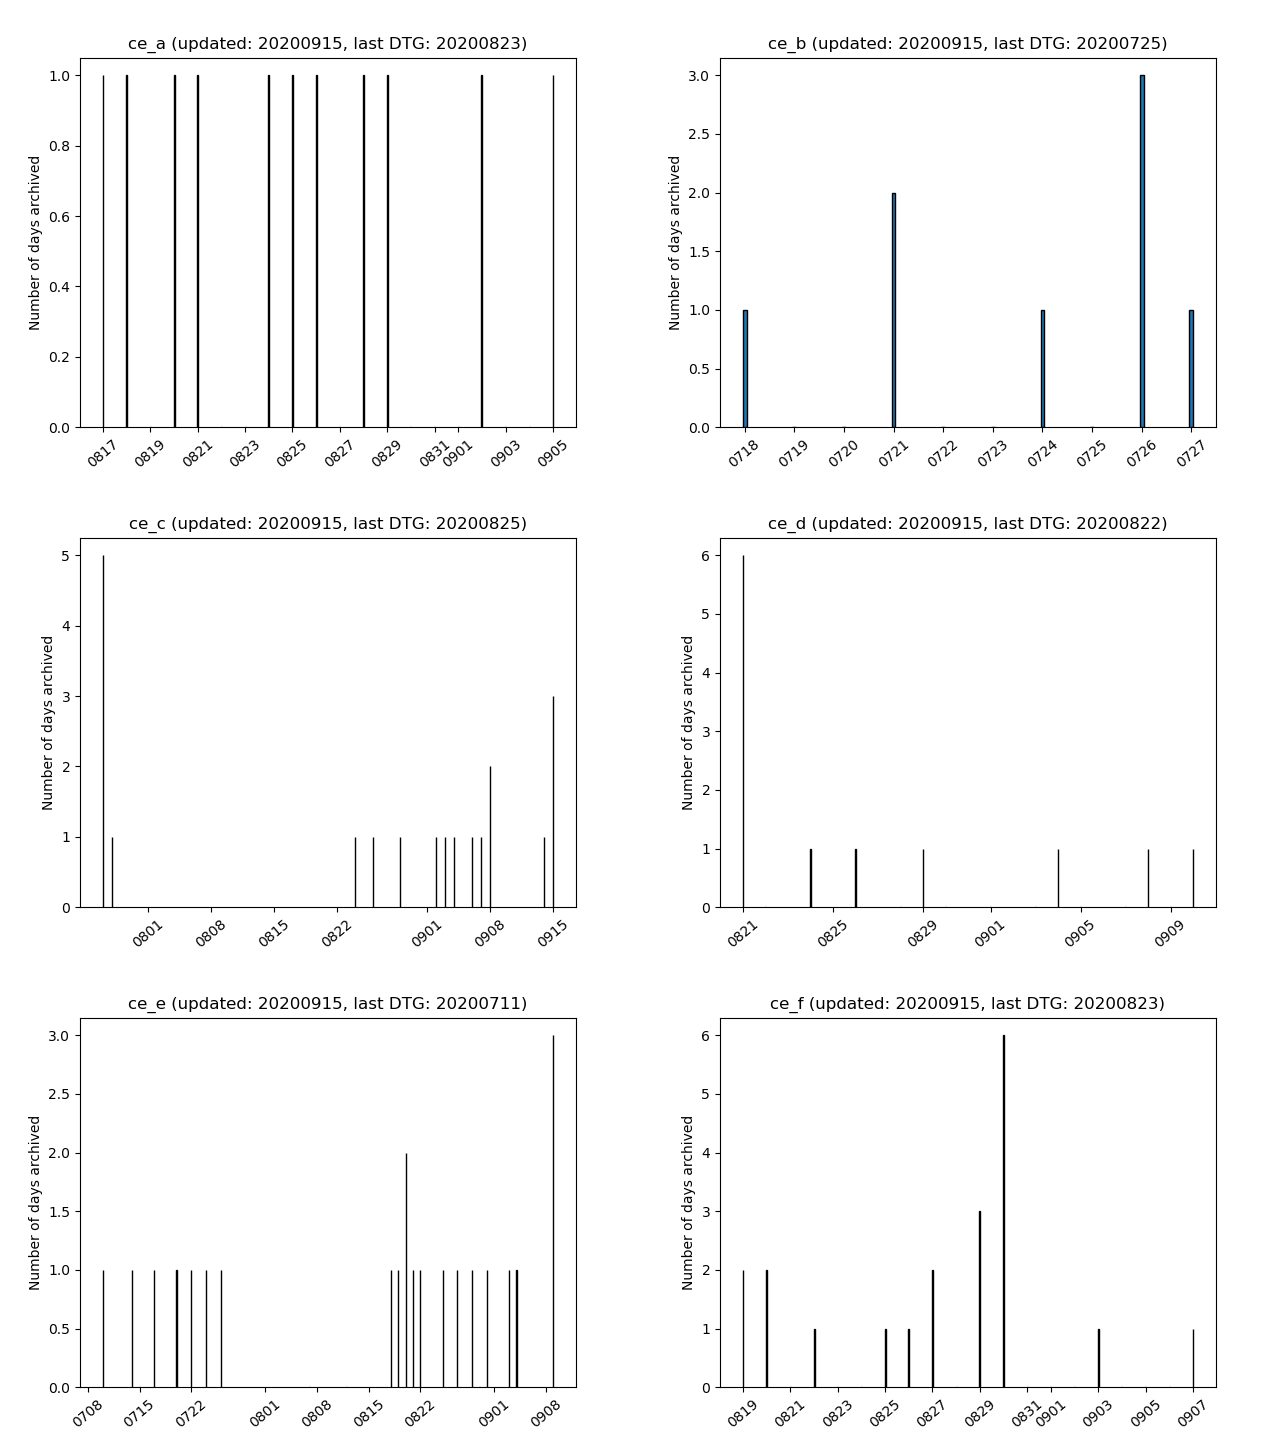 ce_a (updated: 20200915, last DTG: 20200823)
Number of days archived
1.0
0.8
0.6
0.4
0.2
0.0
0817 0819 0821 0823 0825 0827 0829 0831 0901 0903 0905
ce_b (updated: 20200915, last DTG: 20200725)
Number of days archived
3.0
2.5
2.0
1.5
1.0
0.5
0.0
0718 0719 0720 0721 0722 0723 0724 0725 0726 0727
ce_c (updated: 20200915, last DTG: 20200825)
Number of days archived
5
4
3
2
1
0
0801 0808 0815 0822 0901 0908 0915
ce_d (updated: 20200915, last DTG: 20200822)
Number of days archived
6
5
4
3
2
1
0
0821 0825 0829 0901 0905 0909
ce_e (updated: 20200915, last DTG: 20200711)
Number of days archived
3.0
2.5
2.0
1.5
1.0
0.5
0.0
0708 0715 0722 0801 0808 0815 0822 0901 0908
ce_f (updated: 20200915, last DTG: 20200823)
Number of days archived
6
5
4
3
2
1
0
0819 0821 0823 0825 0827 0829 0831 0901 0903 0905 0907